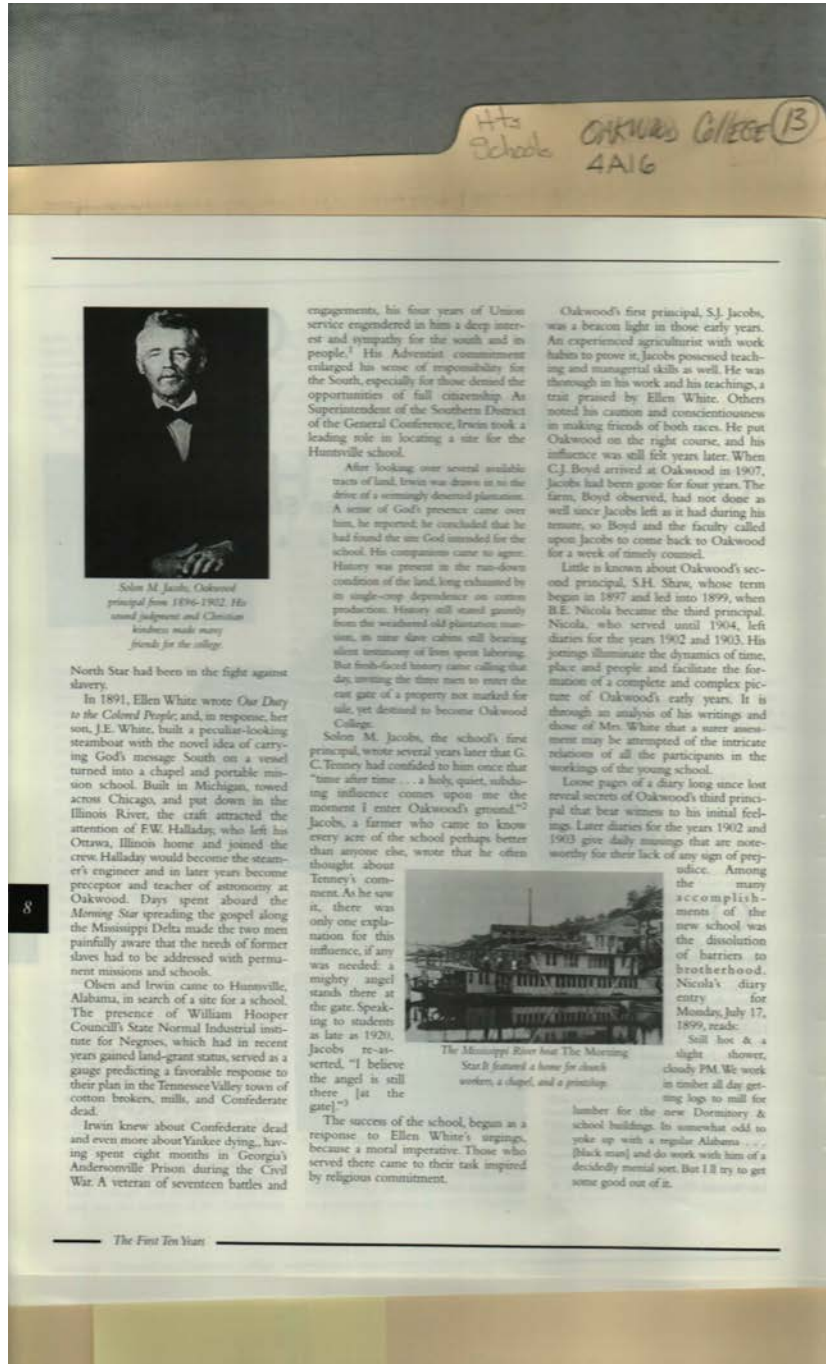 Hts
Schools
OAKWOOD COLLEGE 13
4A16
Solon M. Jacobs, Oakwood
principal from 1896-1902. His
sound judgment and Christian
kindness made many
friends for the college.
North Star had been in the fight against
slavery.
In 1891, Ellen White wrote Our Duty
to the Colored People; and, in response, her
son, J.E. White, built a peculiar-looking
steamboat with the novel idea of carry-
ing God's message South on a vessel
turned into a chapel and portable mis-
sion school. Built in Michigan, towed
across Chicago, and put down in the
Illinois River, the craft attracted the
attention of F.W. Halladay, who left his
Ottawa, Illinois home and joined the
crew. Halladay would become the steam-
er's engineer and in later years become
preceptor and teacher of astronomy at
Oakwood. Days spent aboard the
Morning Star spreading the gospel along
the Mississippi Delta made the two men
painfully aware that the needs of former
slaves had to be addressed with perma-
nent missions and schools.
Olsen and Irwin came to Huntsville,
Alabama, in search of a site for a school.
The presence of William Hooper
Councill's State Normal Industrial insti-
tute for Negroes, which had in recent
years gained land-grant status, served as a
gauge predicting a favorable response to
their plan in the Tennessee Valley town of
cotton brokers, mills, and Confederate
dead.
Irwin knew about Confederate dead
and even more about Yankee dying,, hav-
ing spent eight months in Georgia's
Andersonville Prison during the Civil
War. A veteran of seventeen battles and
engagements, his four years of Union
service engendered in him a deep inter-
est and sympathy for the south and its
people.1 His Adventist commitment
enlarged his sense of responsibility for
the South, especially for those denied the
opportunities of full citizenship. As
Superintendent of the Southern District
of the General Conference, Irwin took a
leading role in locating a site for the
Huntsville school.
After looking over several available
tracts of land, Irwin was drawn in to the
drive of a seemingly deserted plantation.
A sense of God's presence came over
him, he reported; he concluded that he
had found the site God intended for the
school. His companions came to agree.
History was present in the run-down
condition of the land, long exhausted by
its single-crop dependence on cotton
production. History still stared gauntly
from the weathered old plantation man-
sion, its nine slave cabins still bearing
silent testimony of lives spent laboring.
But fresh-faced history came calling that
day, inviting the three men to enter the
east gate of a property not marked for
sale, yet destined to become Oakwood
College.
Solon M. Jacobs, the school's first
principal, wrote several years later that G.
C. Tenney had confided to him once that
"time after time . . . a holy, quiet, subdu-
ing influence comes upon me the
moment I enter Oakwood's ground."2
Jacobs, a farmer who came to know
every acre of the school perhaps better
than anyone else, wrote that he often
thought about
Tenney's com-
ment. As he saw
it, there was
only one expla-
nation for this
influence, if any
was needed: a
mighty angel
stands there at
the gate. Speak-
ing to students
as late as 1920,
Jacobs re-as-
serted, "I believe
the angel is still
there [at the
gate]."3
The success of the school, begun as a
response to Ellen White's urgings,
because a moral imperative. Those who
served there came to their task inspired
by religious commitment.
The Mississippi River boat The Morning
Star. It featured a home for church
workers, a chapel, and a printshop.
Oakwood's first principal, S.J. Jacobs,
was a beacon light in those early years.
An experienced agriculturist with work
habits to prove it, Jacobs possessed teach-
ing and managerial skills as well. He was
thorough in his work and his teachings, a
trait praised by Ellen White. Others
noted his caution and conscientiousness
in making friends of both races. He put
Oakwood on the right course, and his
influence was still felt years later. When
C.J. Boyd arrived at Oakwood in 1907,
Jacobs had been gone for four years. The
farm, Boyd observed, had not done as
well since Jacobs left as it had during his
tenure, so Boyd and the faculty called
upon Jacobs to come back to Oakwood
for a week of timely counsel.
Little is known about Oakwood's sec-
ond principal, S.H. Shaw, whose term
began in 1897 and led into 1899, when
B.E. Nicola became the third principal.
Nicola, who served until 1904, left
diaries for the years 1902 and 1903. His
jottings illuminate the dynamics of time,
place and people and facilitate the for-
mation of a complete and complex pic-
ture of Oakwood's early years. It is
through an analysis of his writings and
those of Mrs. White that a surer assess-
ment may be attempted of the intricate
relations of all the participants in the
workings of the young school.
Loose pages of a diary long since lost
reveal secrets of Oakwood's third princi-
pal that bear witness to his initial feel-
ings. Later diaries for the years 1902 and
1903 give daily musings that are note-
worthy for their lack of any sign of prej-
udice. Among
the many
accomplish-
ments of the
new school was
the dissolution
of barriers to
brotherhood.
Nicola's diary
entry for
Monday, July 17,
1899, reads:
Still hot & a
slight shower,
cloudy PM. We work
in timber all day get-
ting logs to mill for
lumber for the new Dormitory &
school buildings. Its somewhat odd to
yoke up with a regular Alabama . . .
[black man] and do work with him of a
decidedly menial sort. But I'll try to get
some good out of it.
8
The First Ten Years